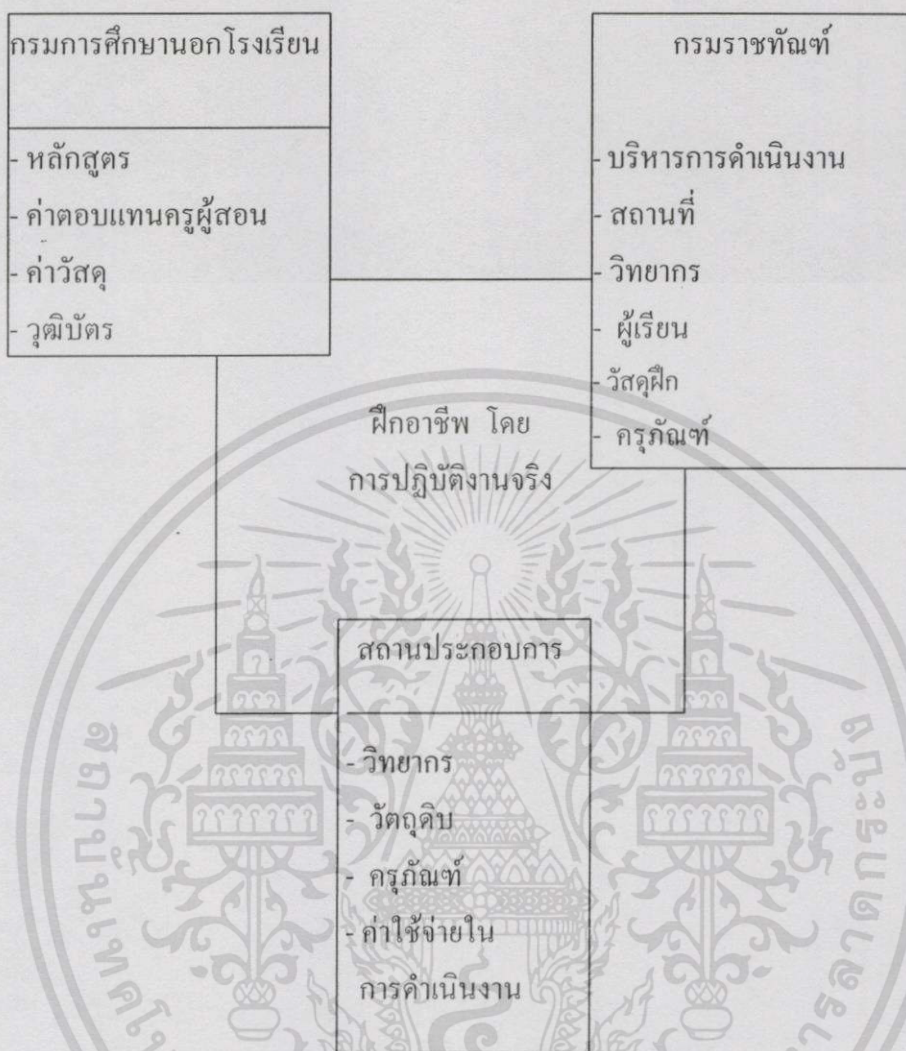 กรมการศึกษานอกโรงเรียน
- หลักสูตร
- ค่าตอบแทนครูผู้สอน
- ค่าวัสดุ
- วุฒิบัตร
กรมราชทัณฑ์
- บริหารการดำเนินงาน
- สถานที่
- วิทยากร
- ผู้เรียน
- วัสดุฝึก
- ครุภัณฑ์
ฝึกอาชีพ โดย
การปฏิบัติงานจริง
สถานประกอบการ
- วิทยากร
- วัตถุดิบ
- ครุภัณฑ์
- ค่าใช้จ่ายใน
การดำเนินงาน